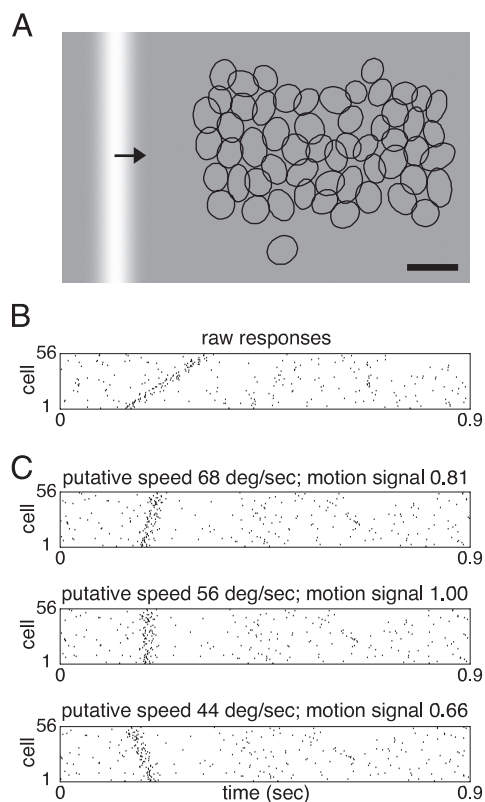 A
B
raw responses
56
cell
1
0
0.9
C
putative speed 68 deg/sec; motion signal 0.81
56
cell
1
0
0.9
putative speed 56 deg/sec; motion signal 1.00
56
cell
1
0
0.9
putative speed 44 deg/sec; motion signal 0.66
56
cell
1
0
time (sec)
0.9